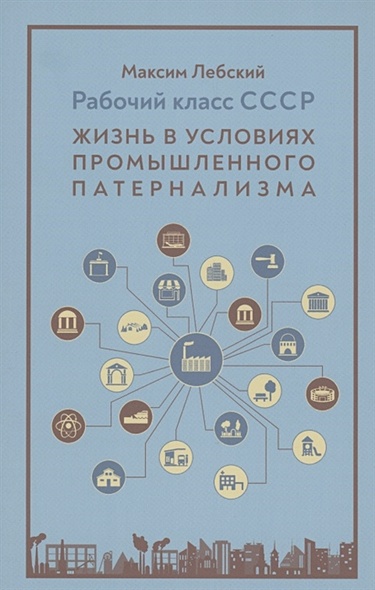 Максим Лебский
Рабочий класс СССР
ЖИЗНЬ В УСЛОВИЯХ
ПРОМЫШЛЕННОГО
ПАТЕРНАЛИЗМА